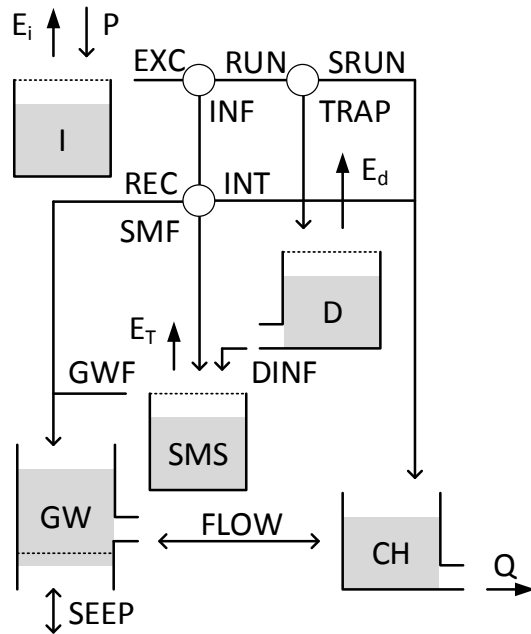 Ei P
EXC RUN SRUN
I INF TRAP
REC INT Ed
SMF
D
ET
GWF DINF
SMS
GW FLOW CH
Q
SEEP